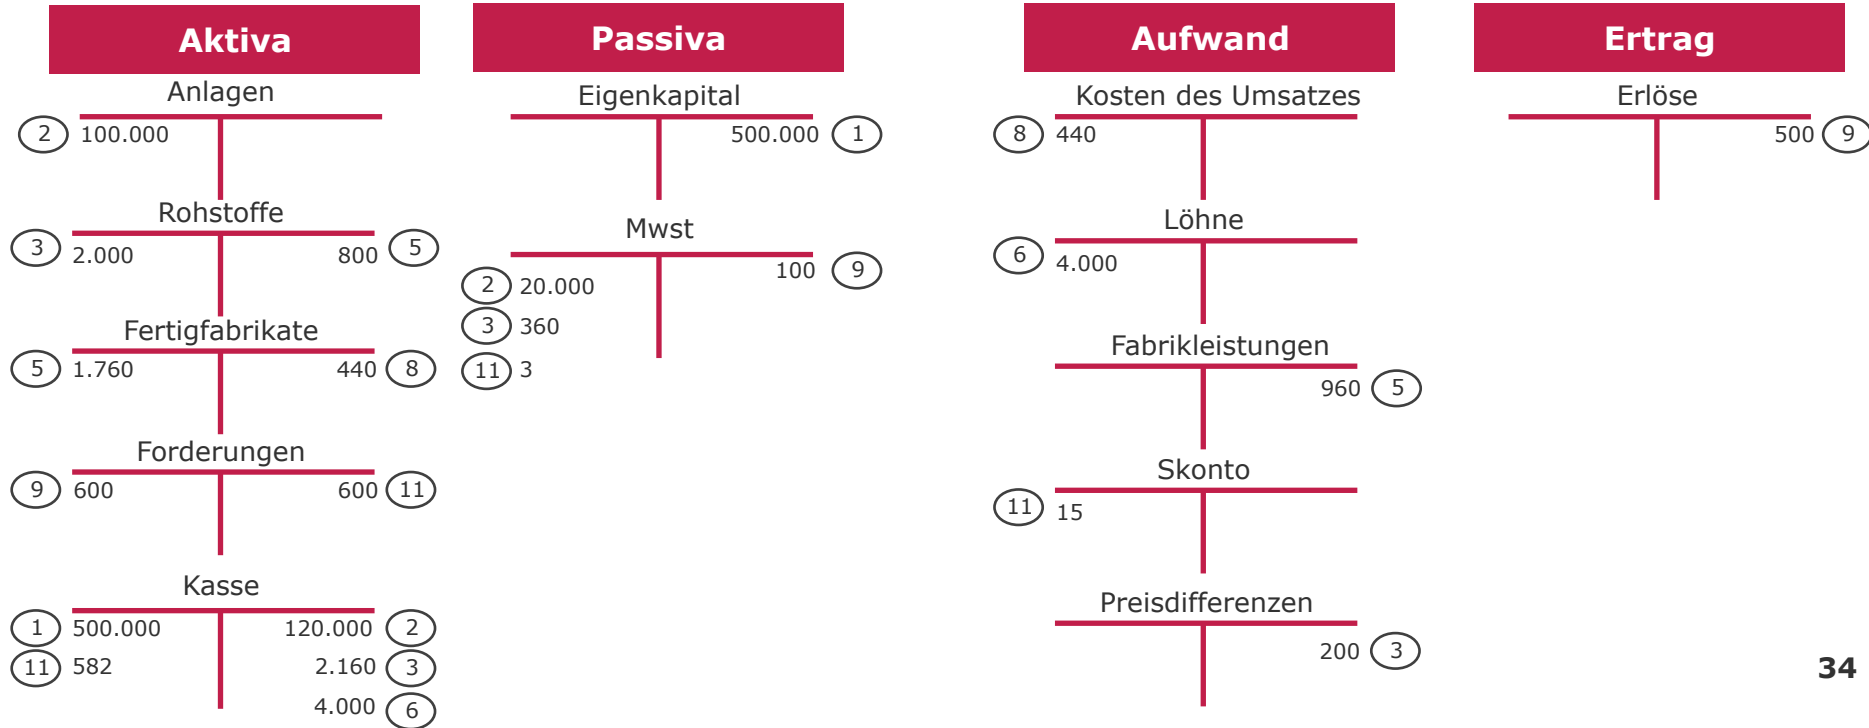 Aktiva
Passiva
Aufwand
Ertrag
Anlagen
2 100.000
Rohstoffe
3 2.000 800 5
Fertigfabrikate
5 1.760 440 8
Forderungen
9 600 600 11
Kasse
1 500.000 120.000 2
11 582 2.160 3
4.000 6
Eigenkapital
500.000 1
Mwst
100 9
2 20.000
3 360
11 3
Kosten des Umsatzes
8 440
Löhne
6 4.000
Fabrikleistungen
960 5
Skonto
11 15
Preisdifferenzen
200 3
Erlöse
500 9
34